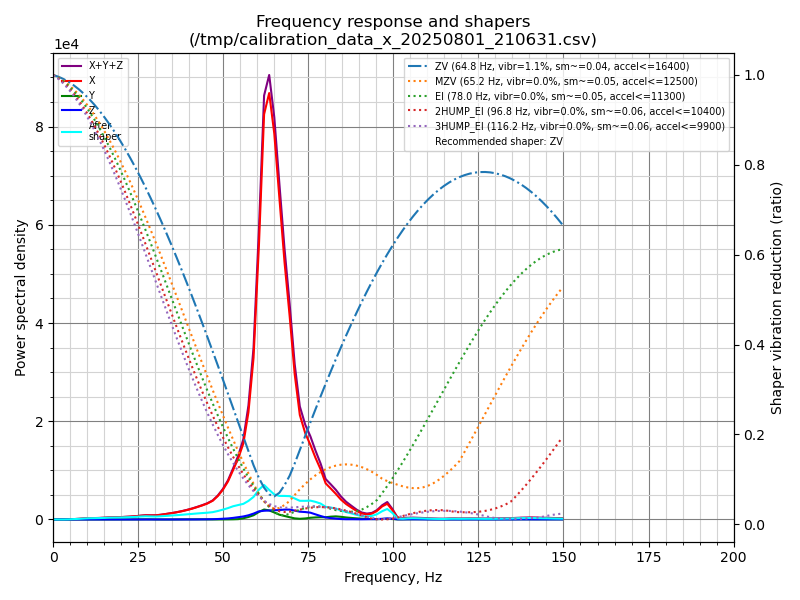 Frequency response and shapers
(/tmp/calibration_data_x_20250801_210631.csv)
1e4
X+Y+Z
X
Y
Z
After
shaper
ZV (64.8 Hz, vibr=1.1%, sm~=0.04, accel<=16400)
MZV (65.2 Hz, vibr=0.0%, sm~=0.05, accel<=12500)
EI (78.0 Hz, vibr=0.0%, sm~=0.05, accel<=11300)
2HUMP_EI (96.8 Hz, vibr=0.0%, sm~=0.06, accel<=10400)
3HUMP_EI (116.2 Hz, vibr=0.0%, sm~=0.06, accel<=9900)
Recommended shaper: ZV
8
6
4
2
0
Power spectral density
1.0
0.8
0.6
0.4
0.2
0.0
Shaper vibration reduction (ratio)
0 25 50 75 100 125 150 175 200
Frequency, Hz